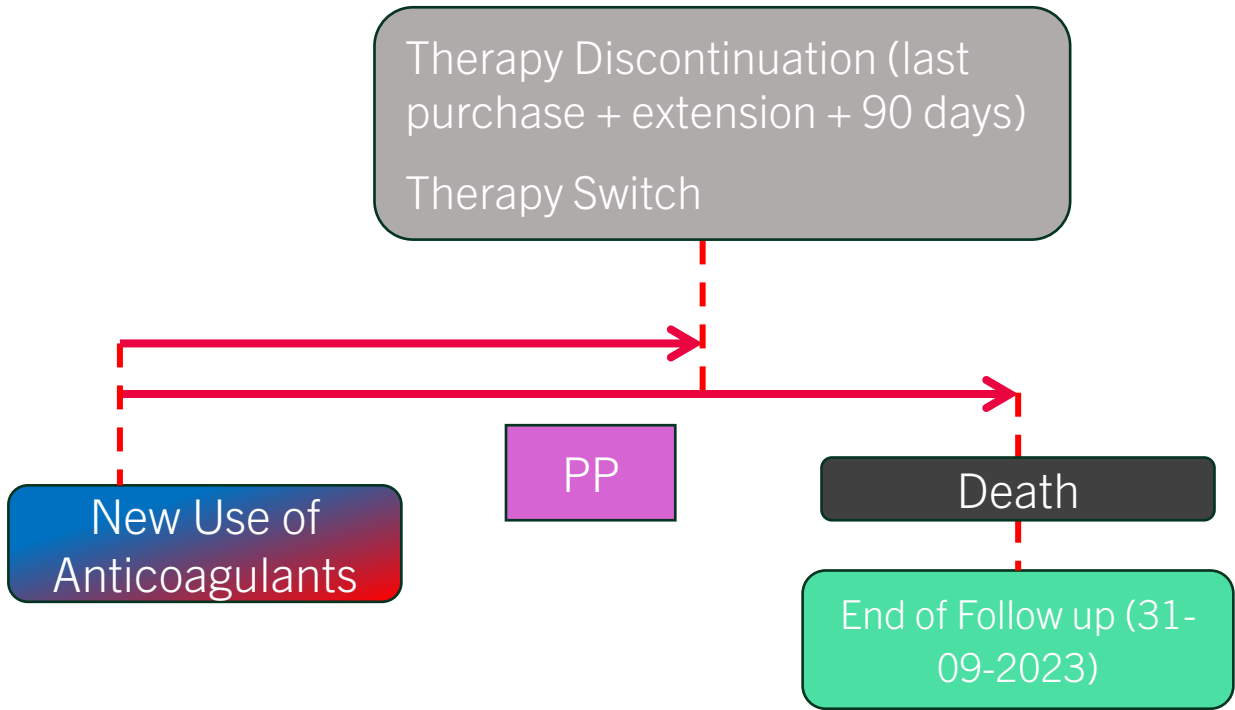 Therapy Discontinuation (last
purchase + extension + 90 days)
Therapy Switch
PP
Death
New Use of
Anticoagulants
End of Follow up (31-
09-2023)